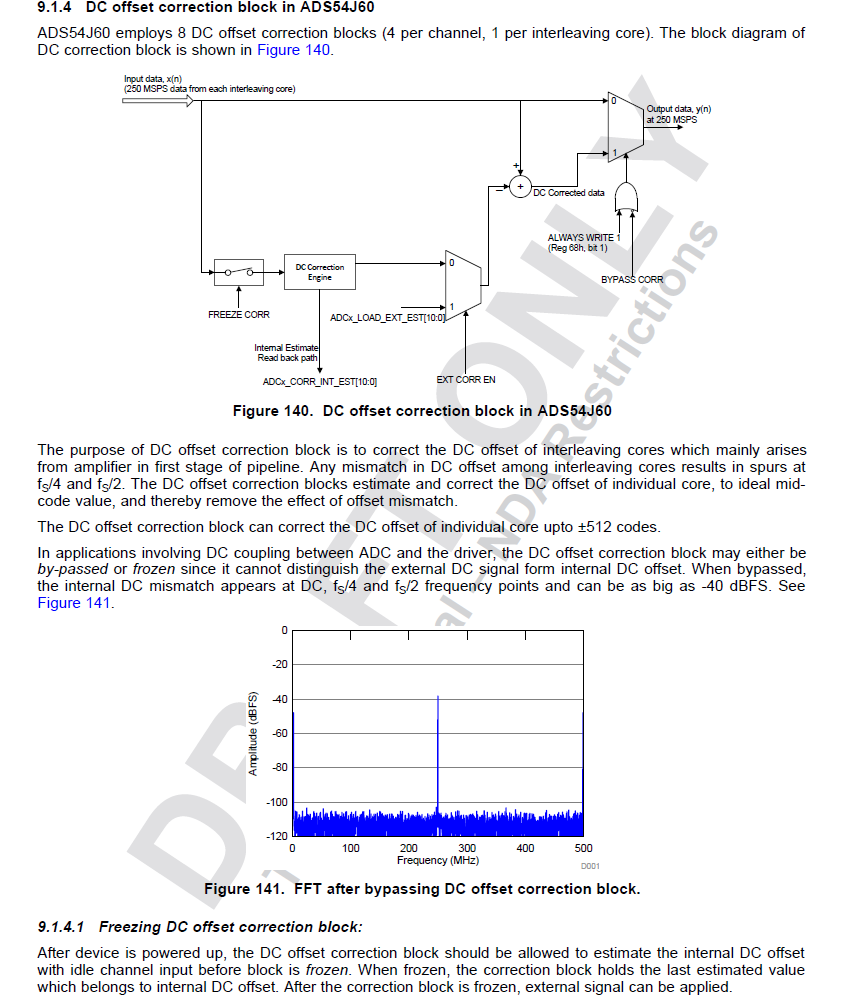 9.1.4 DC offset correction block in ADS54J60
ADS54J60 employs 8 DC offset correction blocks (4 per channel, 1 per interleaving core). The block diagram of
DC correction block is shown in Figure 140.
Input data, x(n)
(250 MSPS data from each interleaving core)
0
Output data, y(n)
at 250 MSPS
1
+
+
–
DC Corrected data
ALWAYS WRITE 1
(Reg 68h, bit 1)
BYPASS CORR
DC Correction
Engine
0
1
FREEZE CORR
ADCx_LOAD_EXT_EST[10:0]
Internal Estimate
Read back path
ADCx_CORR_INT_EST[10:0]
EXT CORR EN
Figure 140. DC offset correction block in ADS54J60
The purpose of DC offset correction block is to correct the DC offset of interleaving cores which mainly arises
from amplifier in first stage of pipeline. Any mismatch in DC offset among interleaving cores results in spurs at
fS/4 and fS/2. The DC offset correction blocks estimate and correct the DC offset of individual core, to ideal mid-
code value, and thereby remove the effect of offset mismatch.
The DC offset correction block can correct the DC offset of individual core upto ±512 codes.
In applications involving DC coupling between ADC and the driver, the DC offset correction block may either be
by-passed or frozen since it cannot distinguish the external DC signal form internal DC offset. When bypassed,
the internal DC mismatch appears at DC, fS/4 and fS/2 frequency points and can be as big as -40 dBFS. See
Figure 141.
0
-20
-40
-60
-80
-100
-120
Amplitude (dBFS)
0 100 200 300 400 500
Frequency (MHz)
D001
Figure 141. FFT after bypassing DC offset correction block.
9.1.4.1 Freezing DC offset correction block:
After device is powered up, the DC offset correction block should be allowed to estimate the internal DC offset
with idle channel input before block is frozen. When frozen, the correction block holds the last estimated value
which belongs to internal DC offset. After the correction block is frozen, external signal can be applied.
DRAFT ONLY
NDA Restrictions